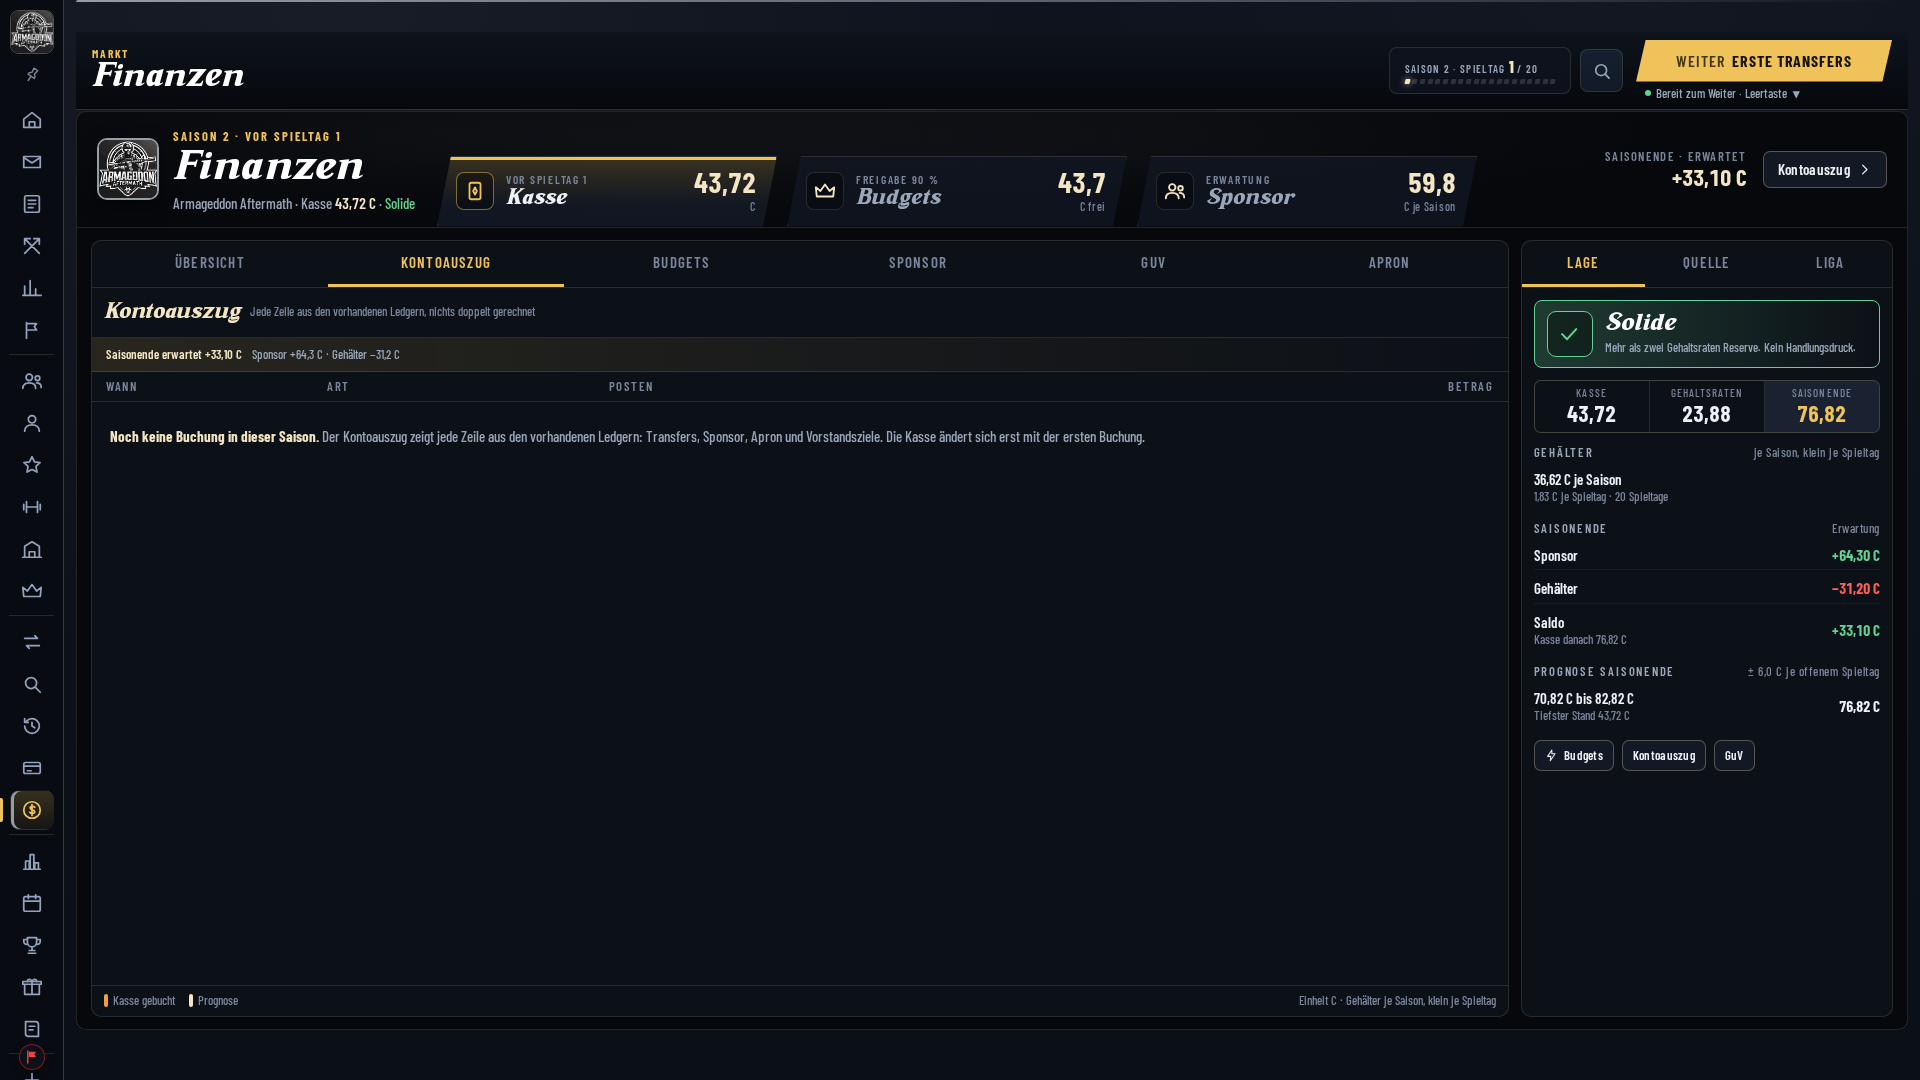 MARKT
Finanzen
SAISON 2 · SPIELTAG 1 / 20
WEITER ERSTE TRANSFERS
Bereit zum Weiter · Leertaste ▼
ARMAGEDDON
AFTERMATH
SAISON 2 · VOR SPIELTAG 1
Finanzen
Armageddon Aftermath · Kasse 43,72 C · Solide
VOR SPIELTAG 1
Kasse
43,72
C
FREIGABE 90 %
Budgets
43,7
C frei
ERWARTUNG
Sponsor
59,8
C je Saison
SAISONENDE · ERWARTET
+33,10 C
Kontoauszug
ÜBERSICHT
KONTOAUSZUG
BUDGETS
SPONSOR
GUV
APRON
Kontoauszug Jede Zeile aus den vorhandenen Ledgern, nichts doppelt gerechnet
Saisonende erwartet +33,10 C Sponsor +64,3 C · Gehälter −31,2 C
WANN ART POSTEN BETRAG
Noch keine Buchung in dieser Saison. Der Kontoauszug zeigt jede Zeile aus den vorhandenen Ledgern: Transfers, Sponsor, Apron und Vorstandsziele. Die Kasse ändert sich erst mit der ersten Buchung.
Kasse gebucht Prognose
Einheit C · Gehälter je Saison, klein je Spieltag
LAGE
QUELLE
LIGA
Solide
Mehr als zwei Gehaltsraten Reserve. Kein Handlungsdruck.
KASSE
43,72
GEHALTSRATEN
23,88
SAISONENDE
76,82
GEHÄLTER je Saison, klein je Spieltag
36,62 C je Saison
1,83 C je Spieltag · 20 Spieltage
SAISONENDE Erwartung
Sponsor +64,30 C
Gehälter −31,20 C
Saldo +33,10 C
Kasse danach 76,82 C
PROGNOSE SAISONENDE ± 6,0 C je offenem Spieltag
70,82 C bis 82,82 C 76,82 C
Tiefster Stand 43,72 C
Budgets
Kontoauszug
GuV